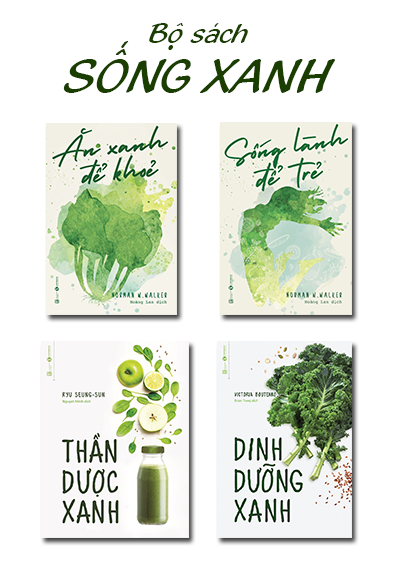 Bộ sách
SỐNG XANH
Ăn xanh
để khoẻ
NORMAN W. WALKER
Hoàng Lan dịch
Sống lành
để trẻ
NORMAN W. WALKER
Hoàng Lan dịch
RYU SEUNG-SUN
THẦN
DƯỢC
XANH
VICTORIA BOUTENKO
DINH
DƯỠNG
XANH